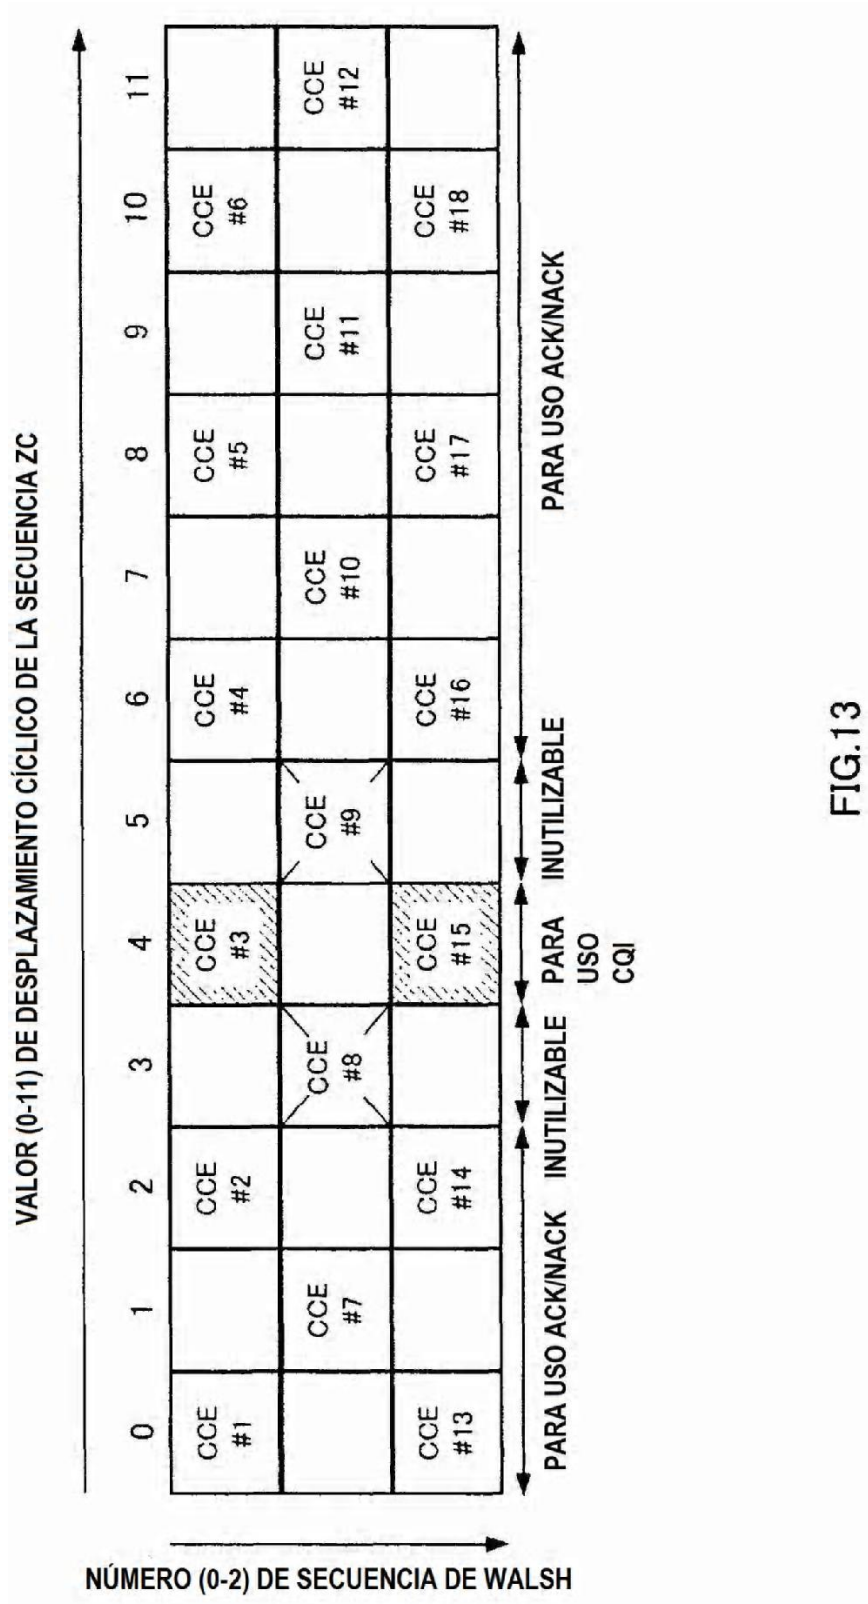 VALOR (0-11) DE DESPLAZAMIENTO CÍCLICO DE LA SECUENCIA ZC
0 1 2 3 4 5 6 7 8 9 10 11
CCE #1
CCE #2
CCE #3
CCE #4
CCE #5
CCE #6
CCE #7
CCE #8
CCE #9
CCE #10
CCE #11
CCE #12
CCE #13
CCE #14
CCE #15
CCE #16
CCE #17
CCE #18
NÚMERO (0-2) DE SECUENCIA DE WALSH
PARA USO ACK/NACK
INUTILIZABLE
PARA
USO
CQI
INUTILIZABLE
PARA USO ACK/NACK
FIG.13